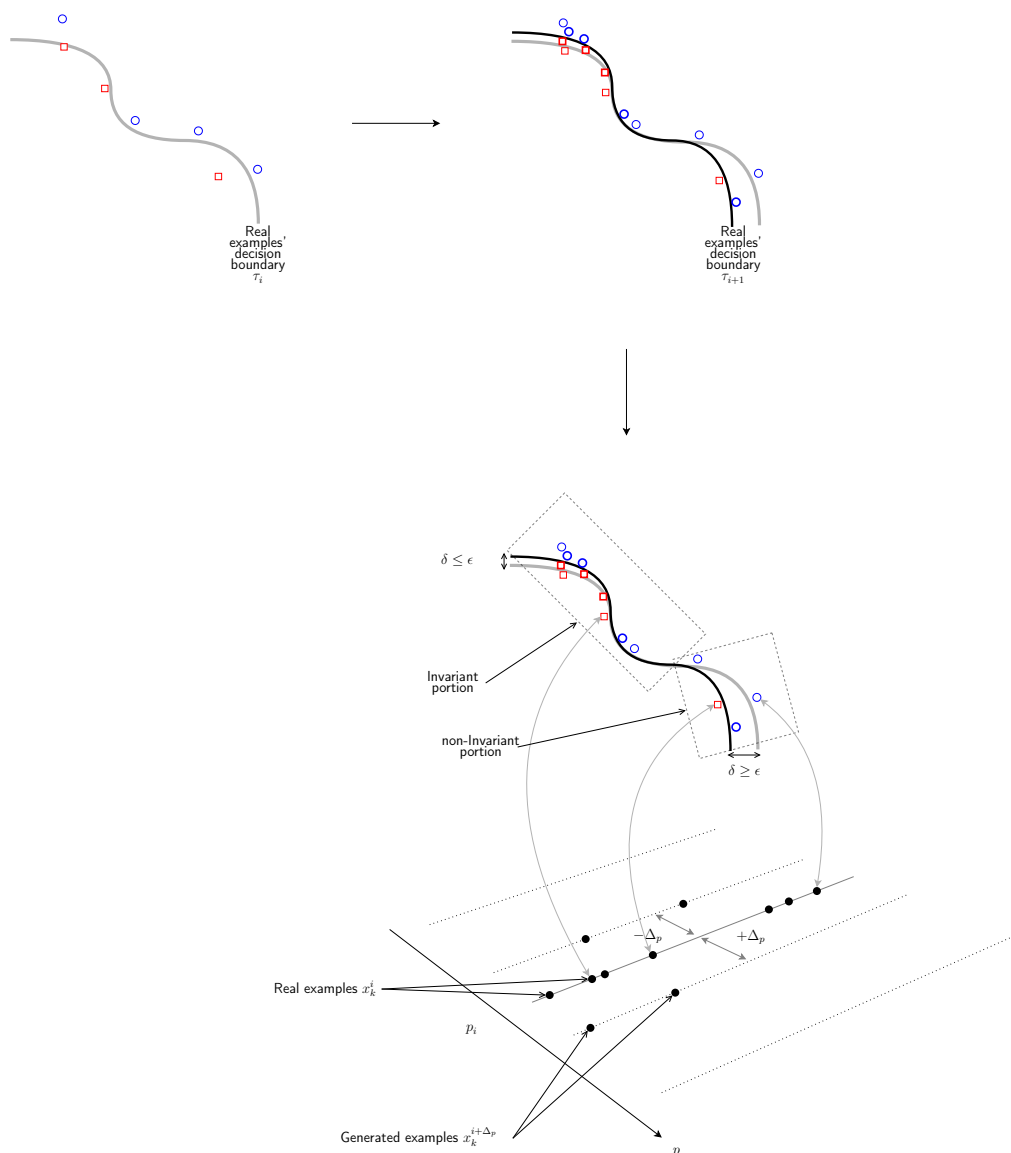 Real
examples'
decision
boundary
τ_i
Real
examples'
decision
boundary
τ_{i+1}
δ ≤ ϵ
Invariant
portion
non-Invariant
portion
δ ≥ ϵ
−Δ_p
+Δ_p
Real examples x_k^i
p_i
Generated examples x_k^{i+Δ_p}
p